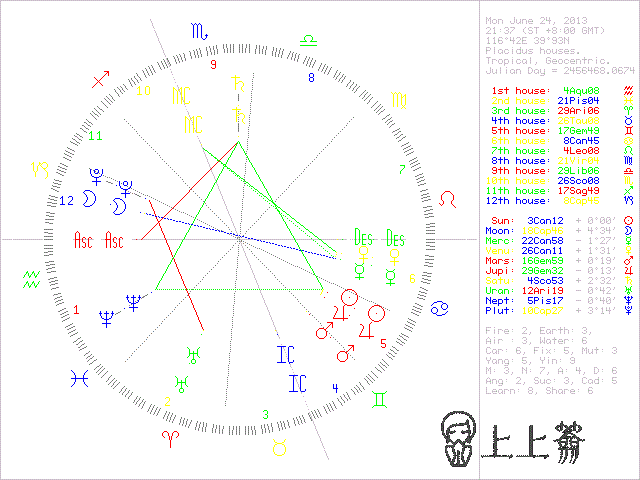 Mon June 24, 2013
21:37 (ST +8:00 GMT)
116°42E 39°93N
Placidus houses.
Tropical, Geocentric.
Julian Day = 2456468.0674
1st house: 4Aqu08
2nd house: 21Pis04
3rd house: 29Ari06
4th house: 26Tau08
5th house: 17Gem49
6th house: 8Can45
7th house: 4Leo08
8th house: 21Vir04
9th house: 29Lib06
10th house: 26Sco08
11th house: 17Sag49
12th house: 8Cap45
Sun: 3Can12 + 0°00'
Moon: 18Cap46 + 4°34'
Merc: 22Can58 - 1°27'
Venu: 26Can11 + 1°31'
Mars: 16Gem59 + 0°19'
Jupi: 29Gem32 - 0°13'
Satu: 4Sco53 + 2°32'
Uran: 12Ari19 - 0°42'
Nept: 5Pis17 - 0°40'
Plut: 10Cap27 + 3°14'
Fire: 2, Earth: 3,
Air : 3, Water: 6
Car: 6, Fix: 5, Mut: 3
Yang: 5, Yin: 9
M: 3, N: 7, A: 4, D: 6
Ang: 2, Suc: 3, Cad: 5
Learn: 8, Share: 6
9
8
10
MC
MC
11
7
12
Asc Asc
Des Des
6
1
5
IC
IC
4
2
3
上上簽